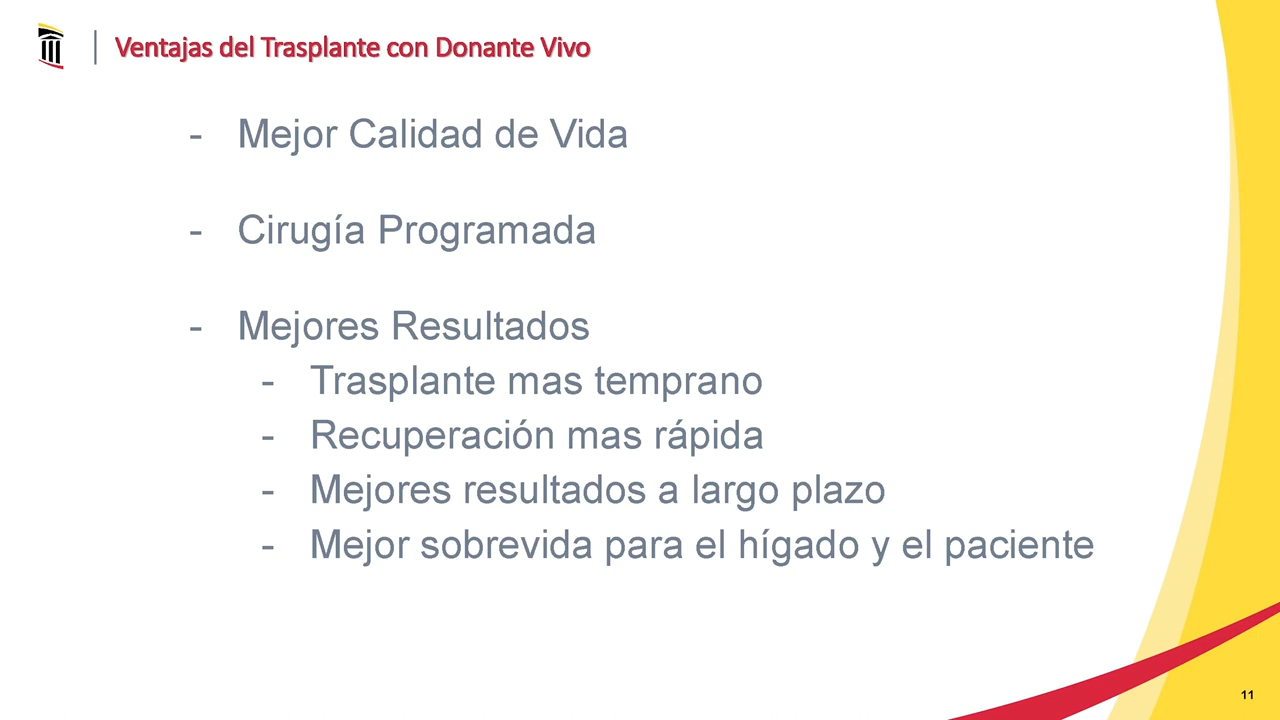 Ventajas del Trasplante con Donante Vivo
- Mejor Calidad de Vida
- Cirugía Programada
- Mejores Resultados
- Trasplante mas temprano
- Recuperación mas rápida
- Mejores resultados a largo plazo
- Mejor sobrevida para el hígado y el paciente
11